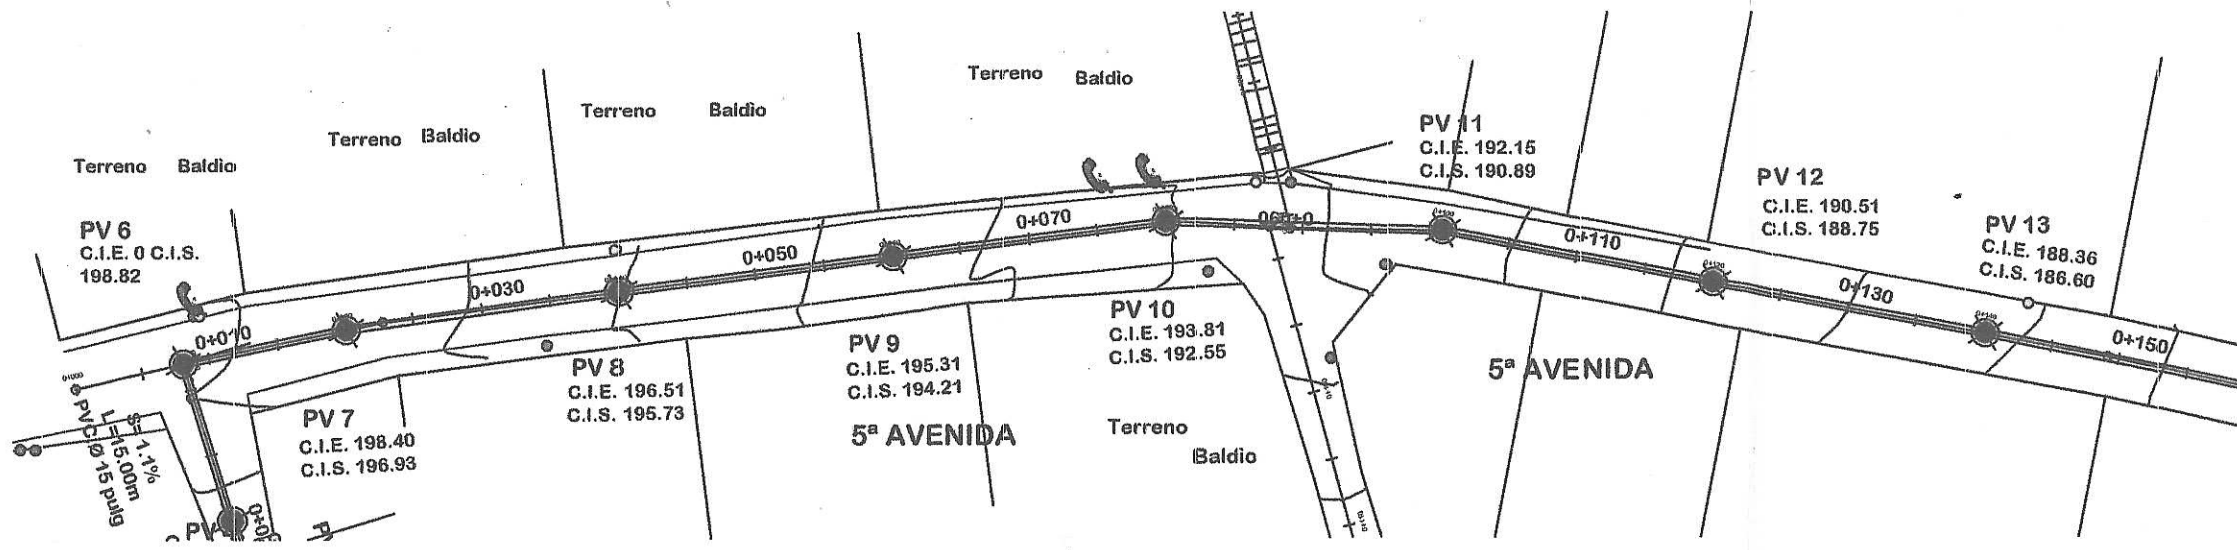 Terreno Baldio
Terreno Baldio
Terreno Baldio
Terreno Baldio
PV 6
C.I.E. 0 C.I.S.
198.82
PV 11
C.I.E. 192.15
C.I.S. 190.89
PV 12
C.I.E. 190.51
C.I.S. 188.75
PV 13
C.I.E. 188.36
C.I.S. 186.60
0+010
0+030
0+050
0+070
0+090
0+110
0+130
0+150
PV 7
C.I.E. 198.40
C.I.S. 196.93
PV 8
C.I.E. 196.51
C.I.S. 195.73
PV 9
C.I.E. 195.31
C.I.S. 194.21
PV 10
C.I.E. 193.81
C.I.S. 192.55
5ª AVENIDA
Terreno
Baldio
5ª AVENIDA
S= 1.1%
L=15.00m
PVC Ø 15 pulg
PV